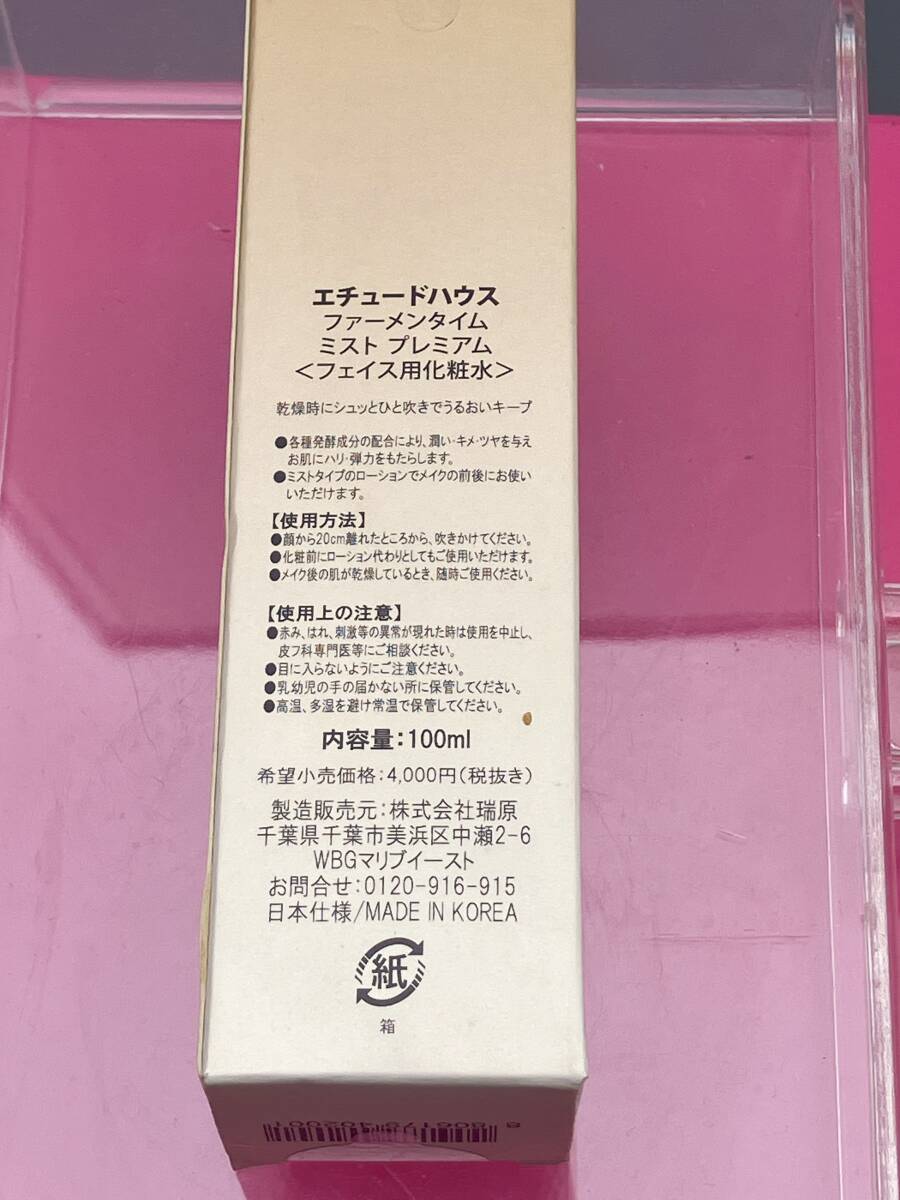 エチュードハウス
ファーメンタイム
ミスト プレミアム
＜フェイス用化粧水＞
乾燥時にシュッとひと吹きでうるおいキープ
●各種発酵成分の配合により、潤い・キメ・ツヤを与え
お肌にハリ・弾力をもたらします。
●ミストタイプのローションでメイクの前後にお使い
いただけます。
【使用方法】
●顔から20cm離れたところから、吹きかけてください。
●化粧前にローション代わりとしてもご使用いただけます。
●メイク後の肌が乾燥しているとき、随時ご使用ください。
【使用上の注意】
●赤み、はれ、刺激等の異常が現れた時は使用を中止し、
皮フ科専門医等にご相談ください。
●目に入らないようにご注意ください。
●乳幼児の手の届かない所に保管してください。
●高温、多湿を避け常温で保管してください。
内容量:100ml
希望小売価格:4,000円(税抜き)
製造販売元:株式会社瑞原
千葉県千葉市美浜区中瀬2-6
WBGマリブイースト
お問合せ:0120-916-915
日本仕様/MADE IN KOREA
紙
箱